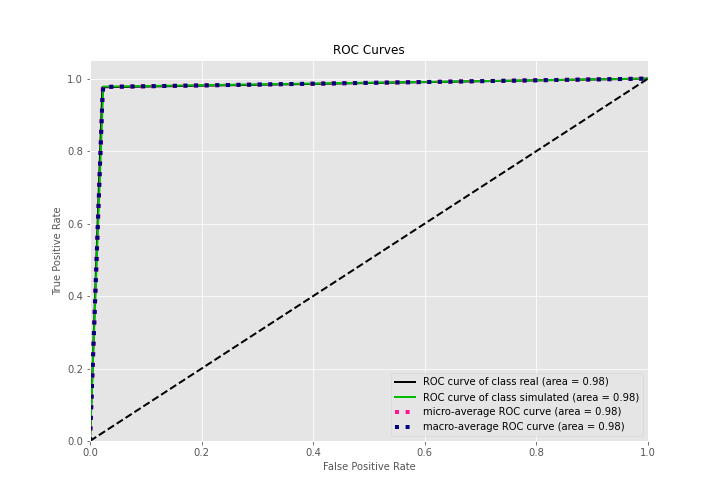 ROC Curves
True Positive Rate
1.0
0.8
0.6
0.4
0.2
0.0
0.0 0.2 0.4 0.6 0.8 1.0
False Positive Rate
ROC curve of class real (area = 0.98)
ROC curve of class simulated (area = 0.98)
micro-average ROC curve (area = 0.98)
macro-average ROC curve (area = 0.98)